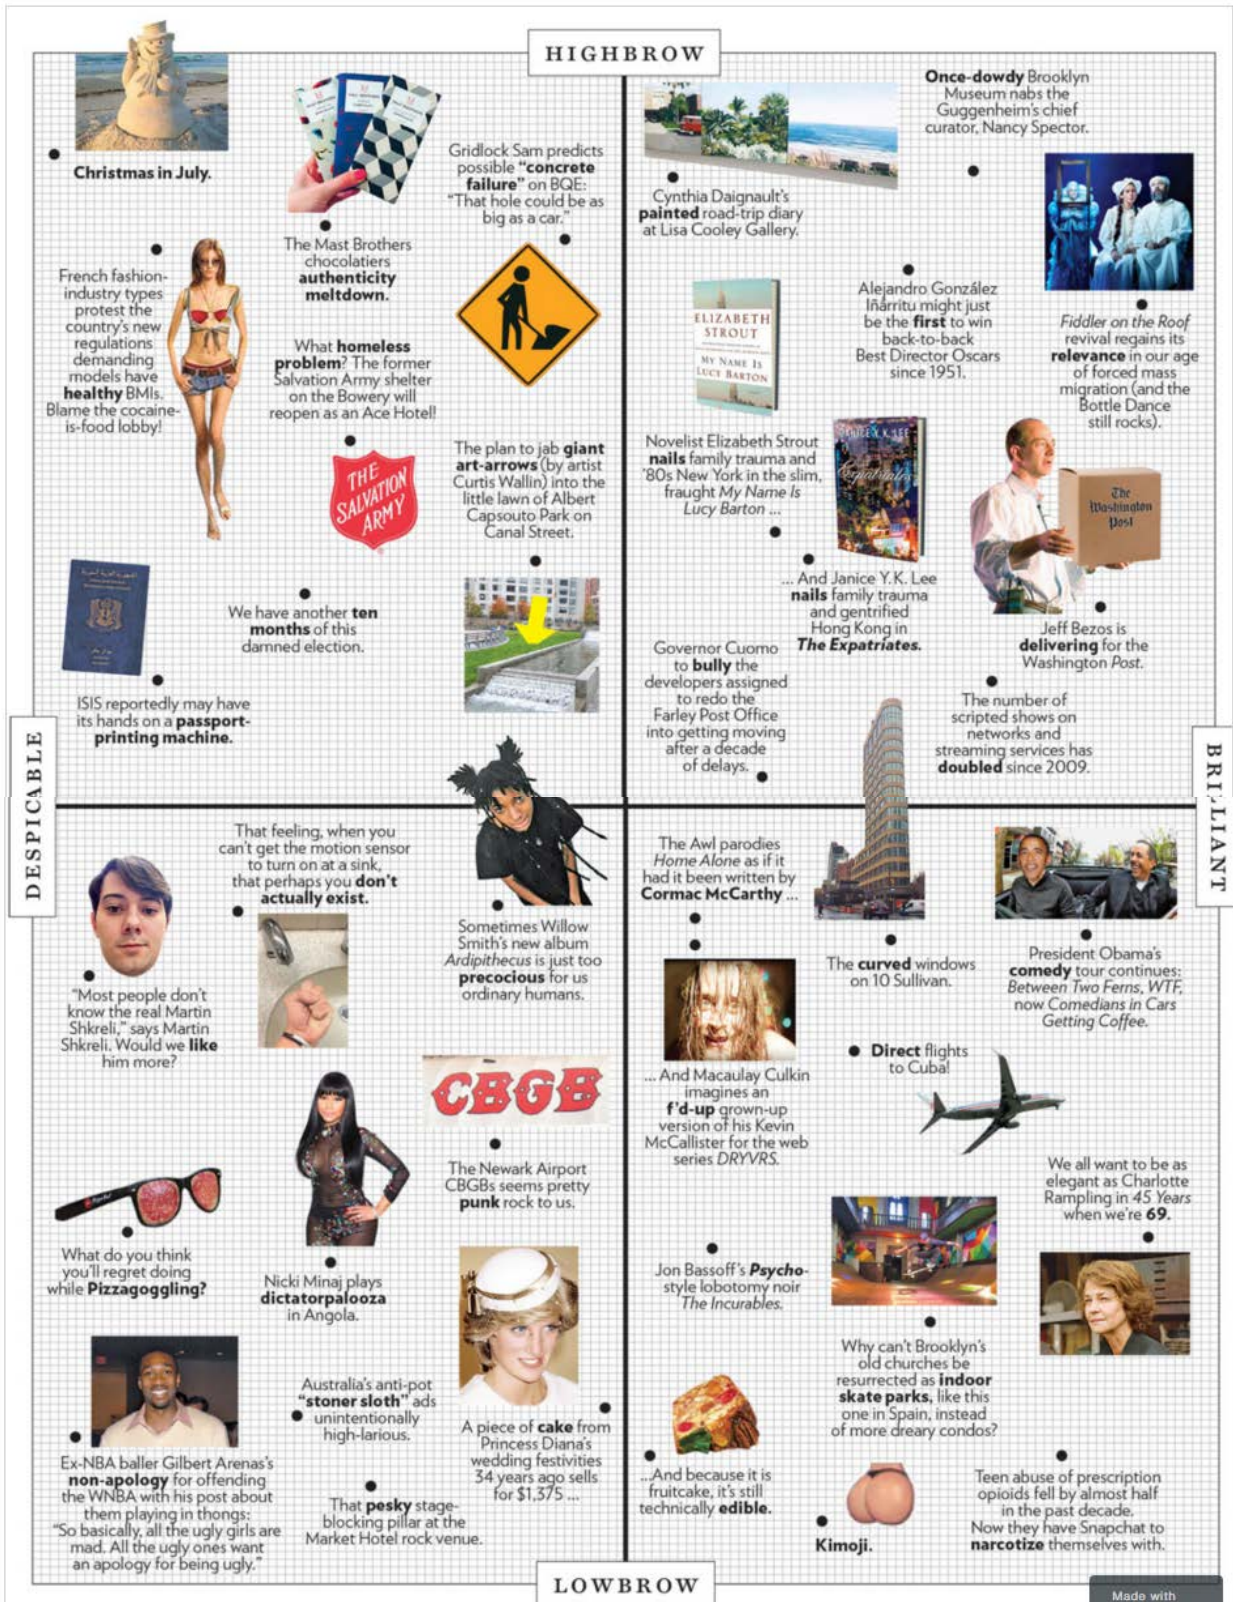 HIGHBROW
Christmas in July.
The Mast Brothers
chocolatiers
authenticity
meltdown.
Gridlock Sam predicts
possible "concrete
failure" on BQE:
"That hole could be as
big as a car."
French fashion-
industry types
protest the
country's new
regulations
demanding
models have
healthy BMIs.
Blame the cocaine-
is-food lobby!
What homeless
problem? The former
Salvation Army shelter
on the Bowery will
reopen as an Ace Hotel!
THE
SALVATION
ARMY
The plan to jab giant
art-arrows (by artist
Curtis Wallin) into the
little lawn of Albert
Capsouto Park on
Canal Street.
We have another ten
months of this
damned election.
ISIS reportedly may have
its hands on a passport-
printing machine.
Cynthia Daignault's
painted road-trip diary
at Lisa Cooley Gallery.
Once-dowdy Brooklyn
Museum nabs the
Guggenheim's chief
curator, Nancy Spector.
Alejandro González
Iñárritu might just
be the first to win
back-to-back
Best Director Oscars
since 1951.
Fiddler on the Roof
revival regains its
relevance in our age
of forced mass
migration (and the
Bottle Dance
still rocks).
ELIZABETH
STROUT
MY NAME IS
LUCY BARTON
Novelist Elizabeth Strout
nails family trauma and
'80s New York in the slim,
fraught My Name Is
Lucy Barton ...
JANICE Y.K. LEE
Expatriates
... And Janice Y.K. Lee
nails family trauma
and gentrified
Hong Kong in
The Expatriates.
The
Washington
Post
Jeff Bezos is
delivering for the
Washington Post.
Governor Cuomo
to bully the
developers assigned
to redo the
Farley Post Office
into getting moving
after a decade
of delays.
The number of
scripted shows on
networks and
streaming services has
doubled since 2009.
DESPICABLE
BRILLIANT
That feeling, when you
can't get the motion sensor
to turn on at a sink,
that perhaps you don't
actually exist.
"Most people don't
know the real Martin
Shkreli," says Martin
Shkreli. Would we like
him more?
Sometimes Willow
Smith's new album
Ardipithecus is just too
precocious for us
ordinary humans.
CBGB
The Newark Airport
CBGBs seems pretty
punk rock to us.
What do you think
you'll regret doing
while Pizzagoggling?
Nicki Minaj plays
dictatorpalooza
in Angola.
Australia's anti-pot
"stoner sloth" ads
unintentionally
high-larious.
A piece of cake from
Princess Diana's
wedding festivities
34 years ago sells
for $1,375 ...
Ex-NBA baller Gilbert Arenas's
non-apology for offending
the WNBA with his post about
them playing in thongs:
"So basically, all the ugly girls are
mad. All the ugly ones want
an apology for being ugly."
That pesky stage-
blocking pillar at the
Market Hotel rock venue.
The Awl parodies
Home Alone as if it
had it been written by
Cormac McCarthy ...
... And Macaulay Culkin
imagines an
f'd-up grown-up
version of his Kevin
McCallister for the web
series DRYVRS.
The curved windows
on 10 Sullivan.
President Obama's
comedy tour continues:
Between Two Ferns, WTF,
now Comedians in Cars
Getting Coffee.
Direct flights
to Cuba!
We all want to be as
elegant as Charlotte
Rampling in 45 Years
when we're 69.
Jon Bassoff's Psycho-
style lobotomy noir
The Incurables.
Why can't Brooklyn's
old churches be
resurrected as indoor
skate parks, like this
one in Spain, instead
of more dreary condos?
...And because it is
fruitcake, it's still
technically edible.
Kimoji.
Teen abuse of prescription
opioids fell by almost half
in the past decade.
Now they have Snapchat to
narcotize themselves with.
LOWBROW
Made with